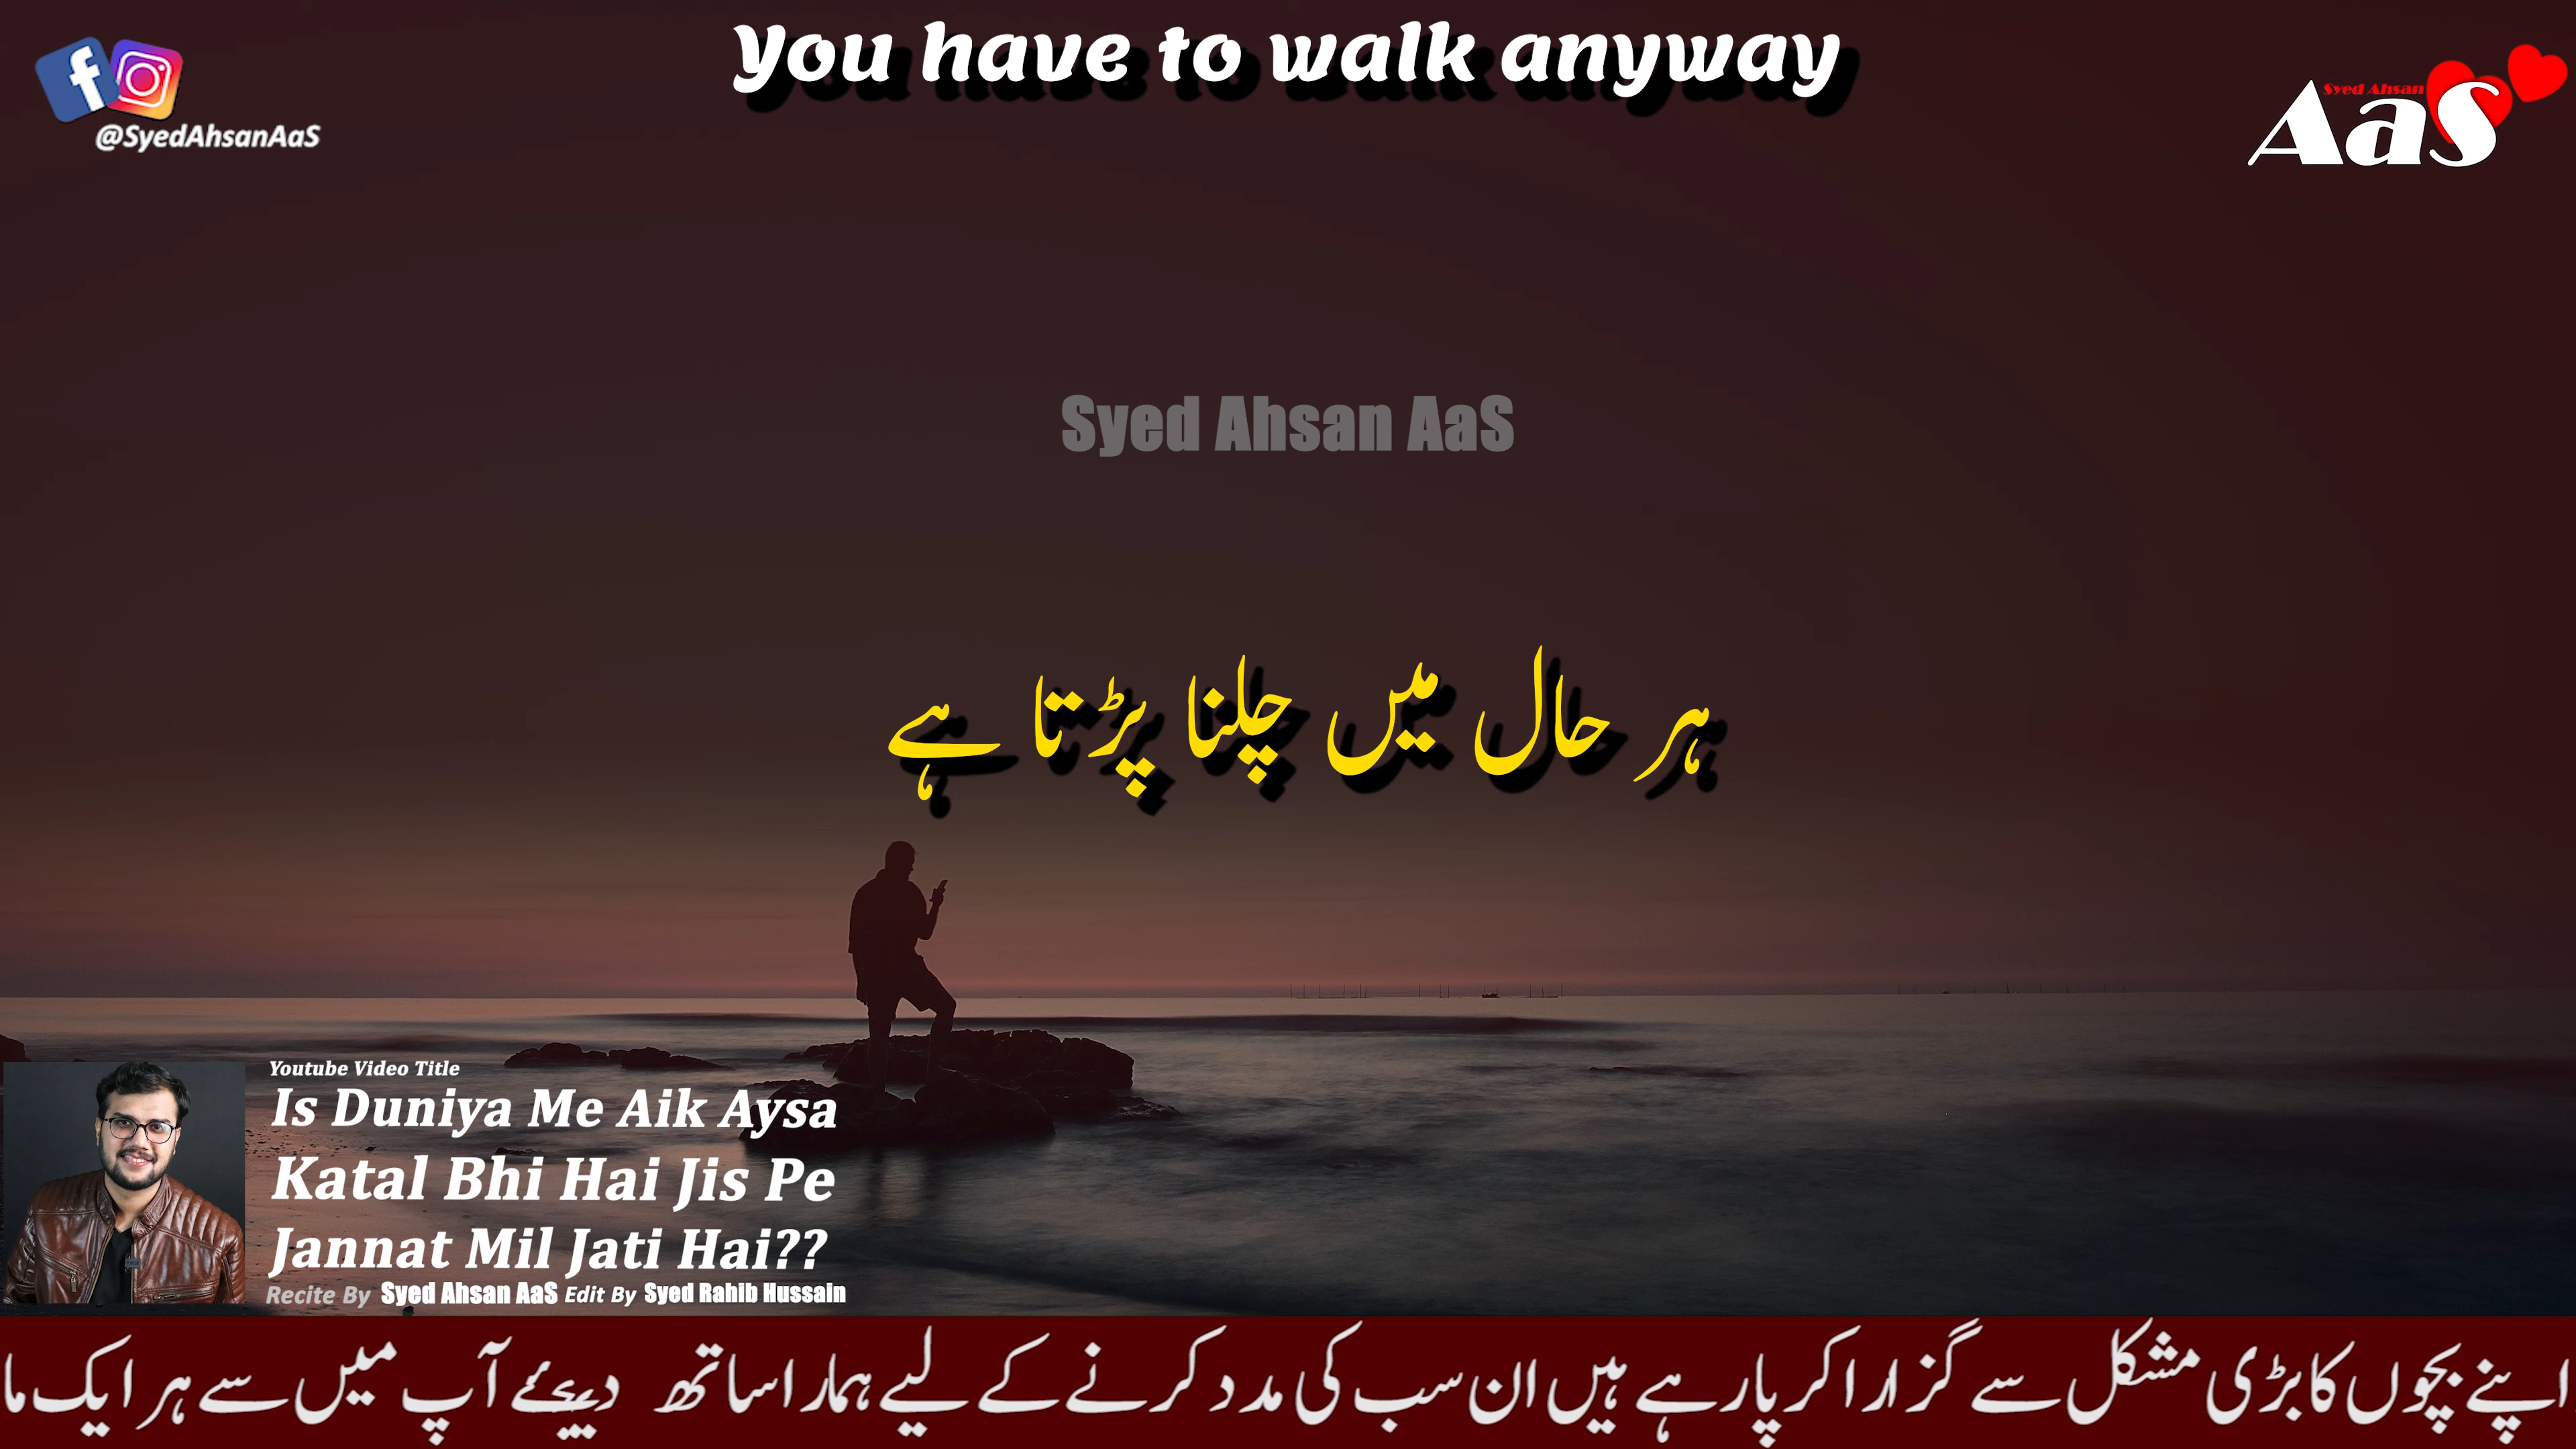 You have to walk anyway
@SyedAhsanAaS
Syed Ahsan
AaS
Syed Ahsan AaS
ہر حال میں چلنا پڑتا ہے
Youtube Video Title
Is Duniya Me Aik Aysa
Katal Bhi Hai Jis Pe
Jannat Mil Jati Hai??
Recite By Syed Ahsan AaS Edit By Syed Rahib Hussain
اپنے بچوں کا بڑی مشکل سے گزارا کر پا رہے ہیں ان سب کی مدد کرنے کے لیے ہمارا ساتھ دیجیئے آپ میں سے ہر ایک ما